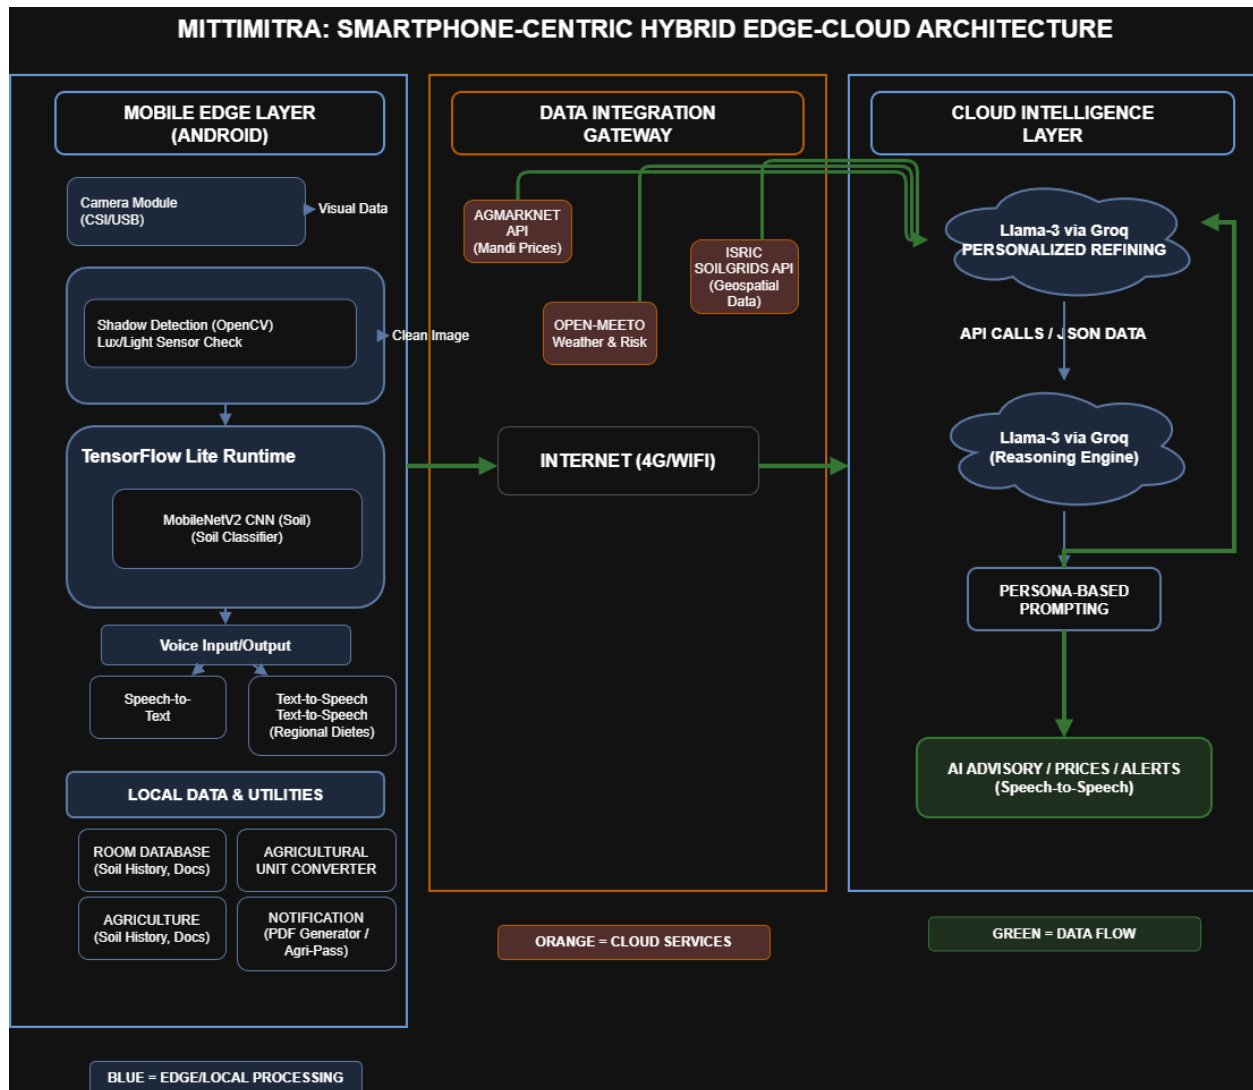 MITTIMITRA: SMARTPHONE-CENTRIC HYBRID EDGE-CLOUD ARCHITECTURE
MOBILE EDGE LAYER
(ANDROID)
Camera Module
(CSI/USB)
Visual Data
Shadow Detection (OpenCV)
Lux/Light Sensor Check
Clean Image
TensorFlow Lite Runtime
MobileNetV2 CNN (Soil)
(Soil Classifier)
Voice Input/Output
Speech-to-
Text
Text-to-Speech
Text-to-Speech
(Regional Dietes)
LOCAL DATA & UTILITIES
ROOM DATABASE
(Soil History, Docs)
AGRICULTURAL
UNIT CONVERTER
AGRICULTURE
(Soil History, Docs)
NOTIFICATION
(PDF Generator /
Agri-Pass)
BLUE = EDGE/LOCAL PROCESSING
DATA INTEGRATION
GATEWAY
AGMARKNET
API
(Mandi Prices)
ISRIC
SOILGRIDS API
(Geospatial
Data)
OPEN-MEETO
Weather & Risk
INTERNET (4G/WIFI)
ORANGE = CLOUD SERVICES
CLOUD INTELLIGENCE
LAYER
Llama-3 via Groq
PERSONALIZED REFINING
API CALLS / JSON DATA
Llama-3 via Groq
(Reasoning Engine)
PERSONA-BASED
PROMPTING
AI ADVISORY / PRICES / ALERTS
(Speech-to-Speech)
GREEN = DATA FLOW